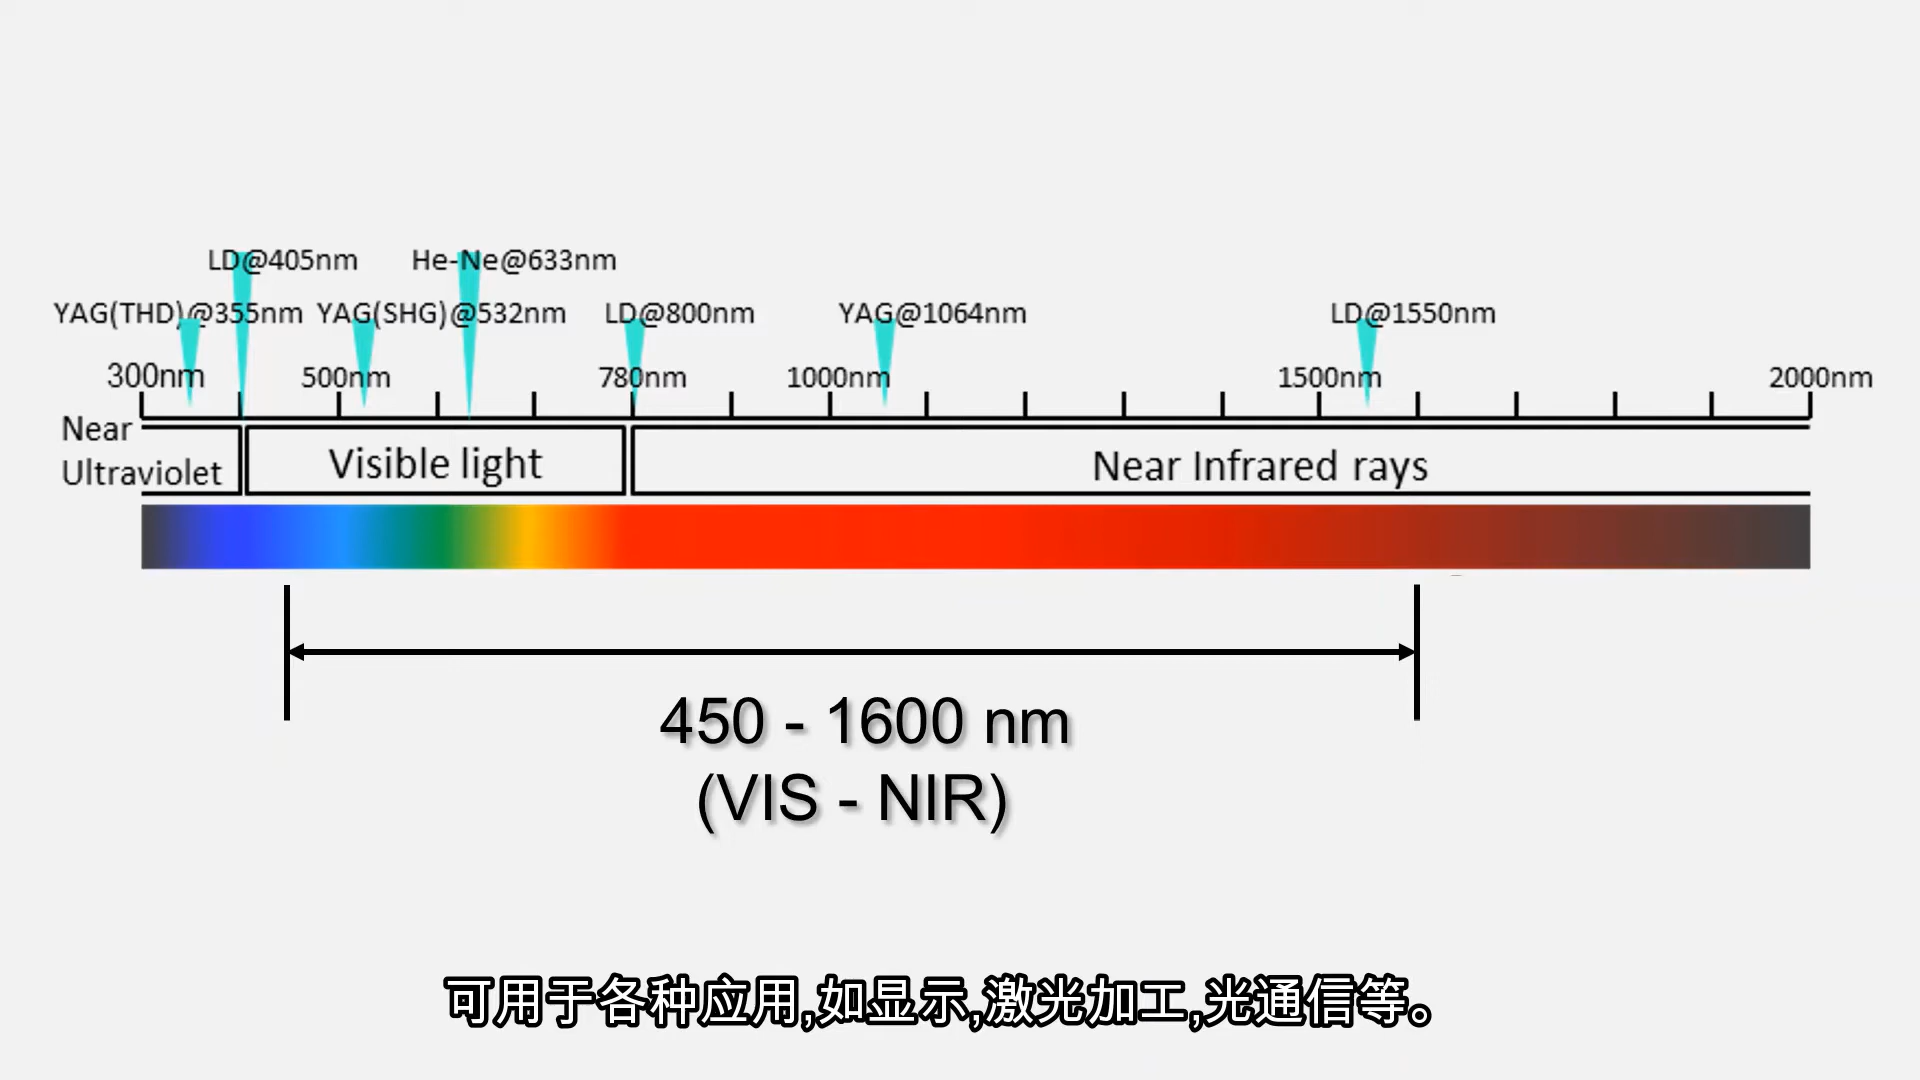 LD@405nm He-Ne@633nm
YAG(THD)@355nm YAG(SHG)@532nm LD@800nm YAG@1064nm LD@1550nm
300nm 500nm 780nm 1000nm 1500nm 2000nm
Near
Ultraviolet
Visible light
Near Infrared rays
450 - 1600 nm
(VIS - NIR)
可用于各种应用,如显示,激光加工,光通信等。